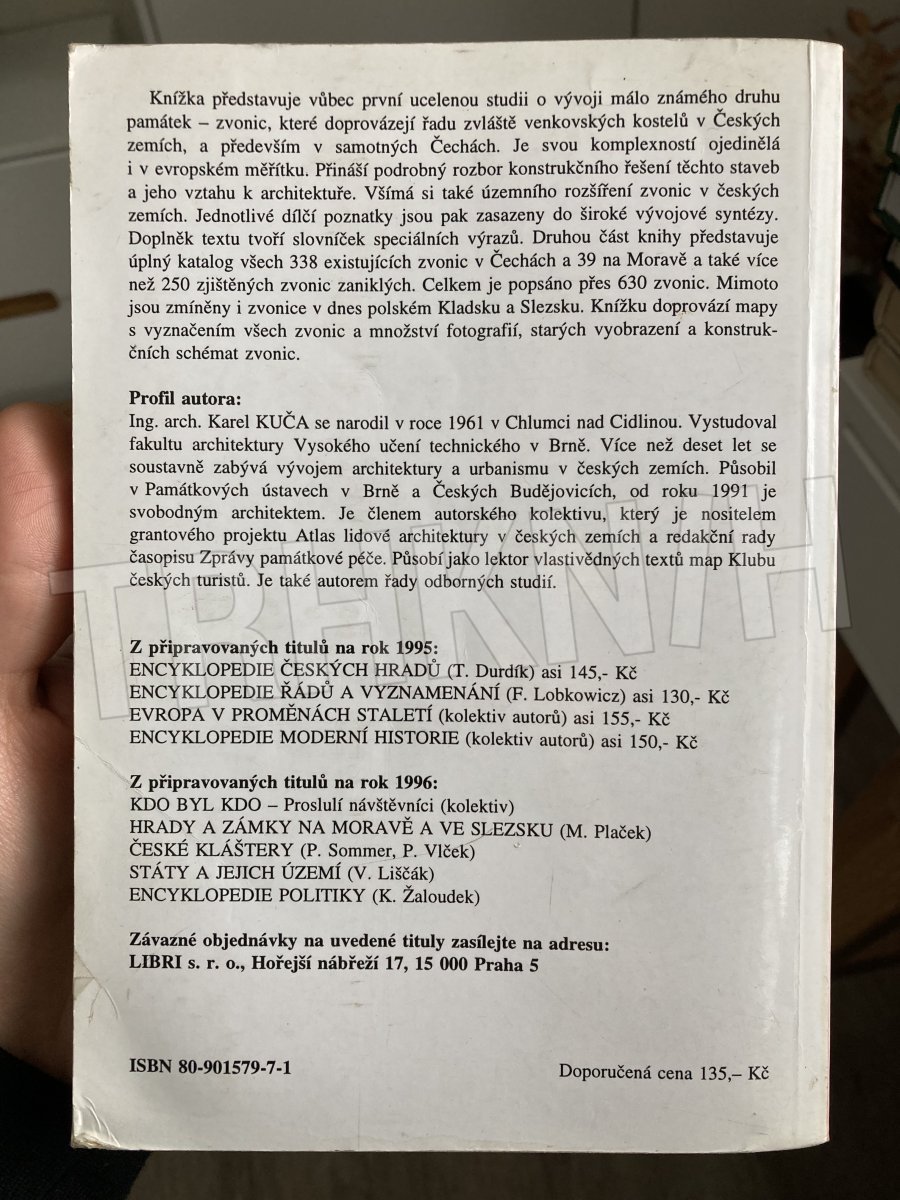 Knížka představuje vůbec první ucelenou studii o vývoji málo známého druhu
památek – zvonic, které doprovázejí řadu zvláště venkovských kostelů v Českých
zemích, a především v samotných Čechách. Je svou komplexností ojedinělá
i v evropském měřítku. Přináší podrobný rozbor konstrukčního řešení těchto staveb
a jeho vztahu k architektuře. Všímá si také územního rozšíření zvonic v českých
zemích. Jednotlivé dílčí poznatky jsou pak zasazeny do široké vývojové syntézy.
Doplněk textu tvoří slovníček speciálních výrazů. Druhou část knihy představuje
úplný katalog všech 338 existujících zvonic v Čechách a 39 na Moravě a také více
než 250 zjištěných zvonic zaniklých. Celkem je popsáno přes 630 zvonic. Mimoto
jsou zmíněny i zvonice v dnes polském Kladsku a Slezsku. Knížku doprovází mapy
s vyznačením všech zvonic a množství fotografií, starých vyobrazení a konstruk-
čních schémat zvonic.
Profil autora:
Ing. arch. Karel KUČA se narodil v roce 1961 v Chlumci nad Cidlinou. Vystudoval
fakultu architektury Vysokého učení technického v Brně. Více než deset let se
soustavně zabývá vývojem architektury a urbanismu v českých zemích. Působil
v Památkových ústavech v Brně a Českých Budějovicích, od roku 1991 je
svobodným architektem. Je členem autorského kolektivu, který je nositelem
grantového projektu Atlas lidové architektury v českých zemích a redakční rady
časopisu Zprávy památkové péče. Působí jako lektor vlastivědných textů map Klubu
českých turistů. Je také autorem řady odborných studií.
TREKNIH
Z připravovaných titulů na rok 1995:
ENCYKLOPEDIE ČESKÝCH HRADŮ (T. Durdík) asi 145,- Kč
ENCYKLOPEDIE ŘÁDŮ A VYZNAMENÁNÍ (F. Lobkowicz) asi 130,- Kč
EVROPA V PROMĚNÁCH STALETÍ (kolektiv autorů) asi 155,- Kč
ENCYKLOPEDIE MODERNÍ HISTORIE (kolektiv autorů) asi 150,- Kč
Z připravovaných titulů na rok 1996:
KDO BYL KDO – Proslulí návštěvníci (kolektiv)
HRADY A ZÁMKY NA MORAVĚ A VE SLEZSKU (M. Plaček)
ČESKÉ KLÁŠTERY (P. Sommer, P. Vlček)
STÁTY A JEJICH ÚZEMÍ (V. Liščák)
ENCYKLOPEDIE POLITIKY (K. Žaloudek)
Závazné objednávky na uvedené tituly zasílejte na adresu:
LIBRI s. r. o., Hořejší nábřeží 17, 15 000 Praha 5
ISBN 80-901579-7-1
Doporučená cena 135,– Kč